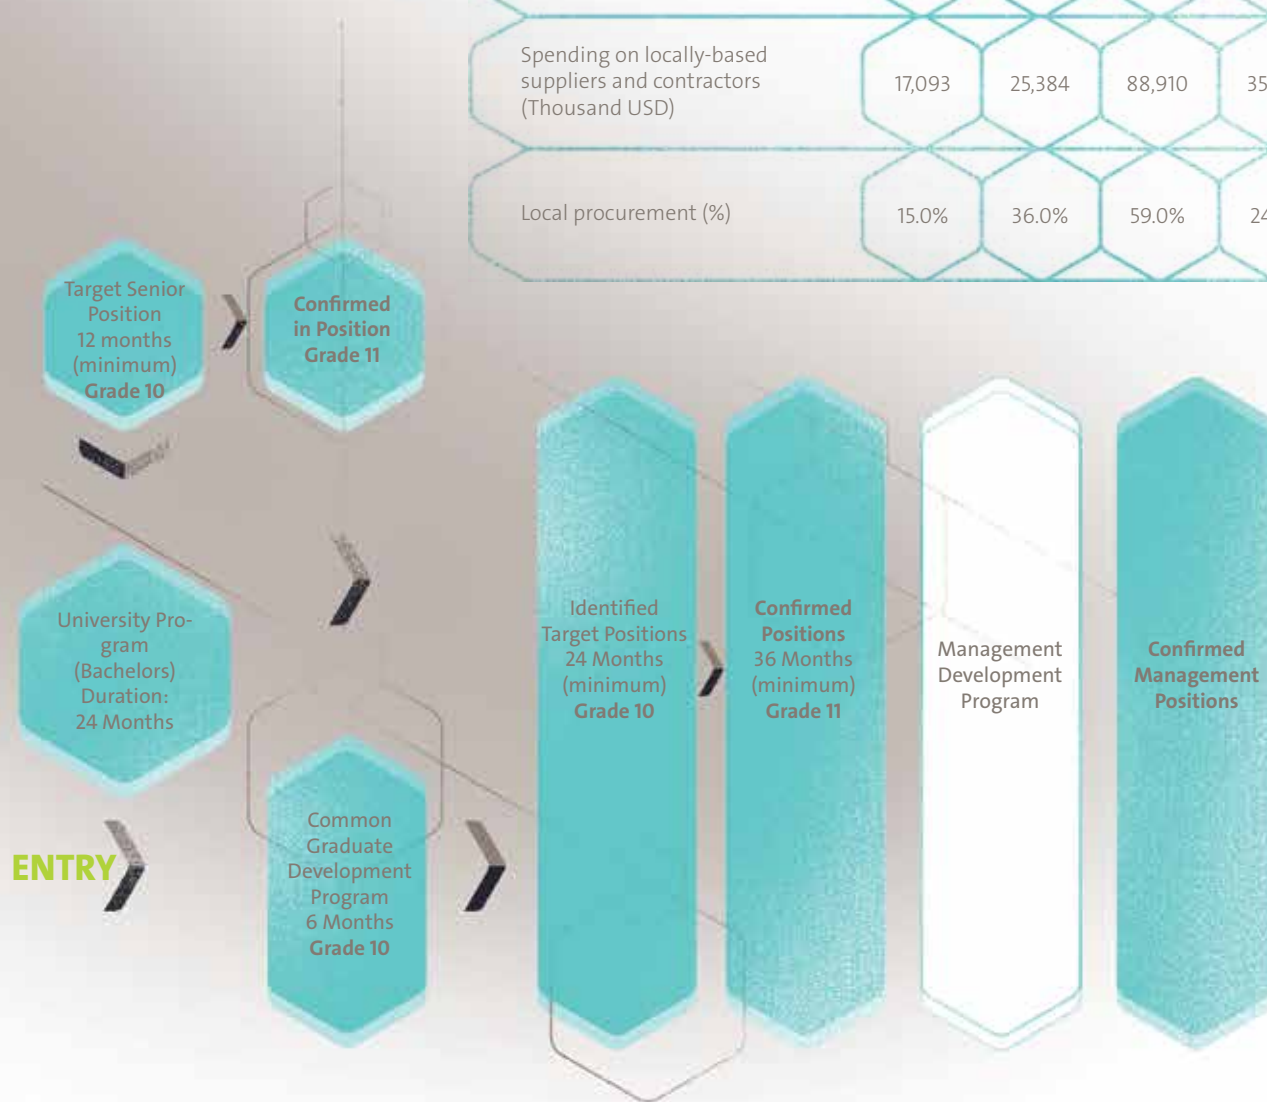 Spending on locally-based
suppliers and contractors
(Thousand USD)
17,093
25,384
88,910
35
Local procurement (%)
15.0%
36.0%
59.0%
24
Target Senior
Position
12 months
(minimum)
Grade 10
Confirmed
in Position
Grade 11
University Pro-
gram
(Bachelors)
Duration:
24 Months
ENTRY
Common
Graduate
Development
Program
6 Months
Grade 10
Identified
Target Positions
24 Months
(minimum)
Grade 10
Confirmed
Positions
36 Months
(minimum)
Grade 11
Management
Development
Program
Confirmed
Management
Positions